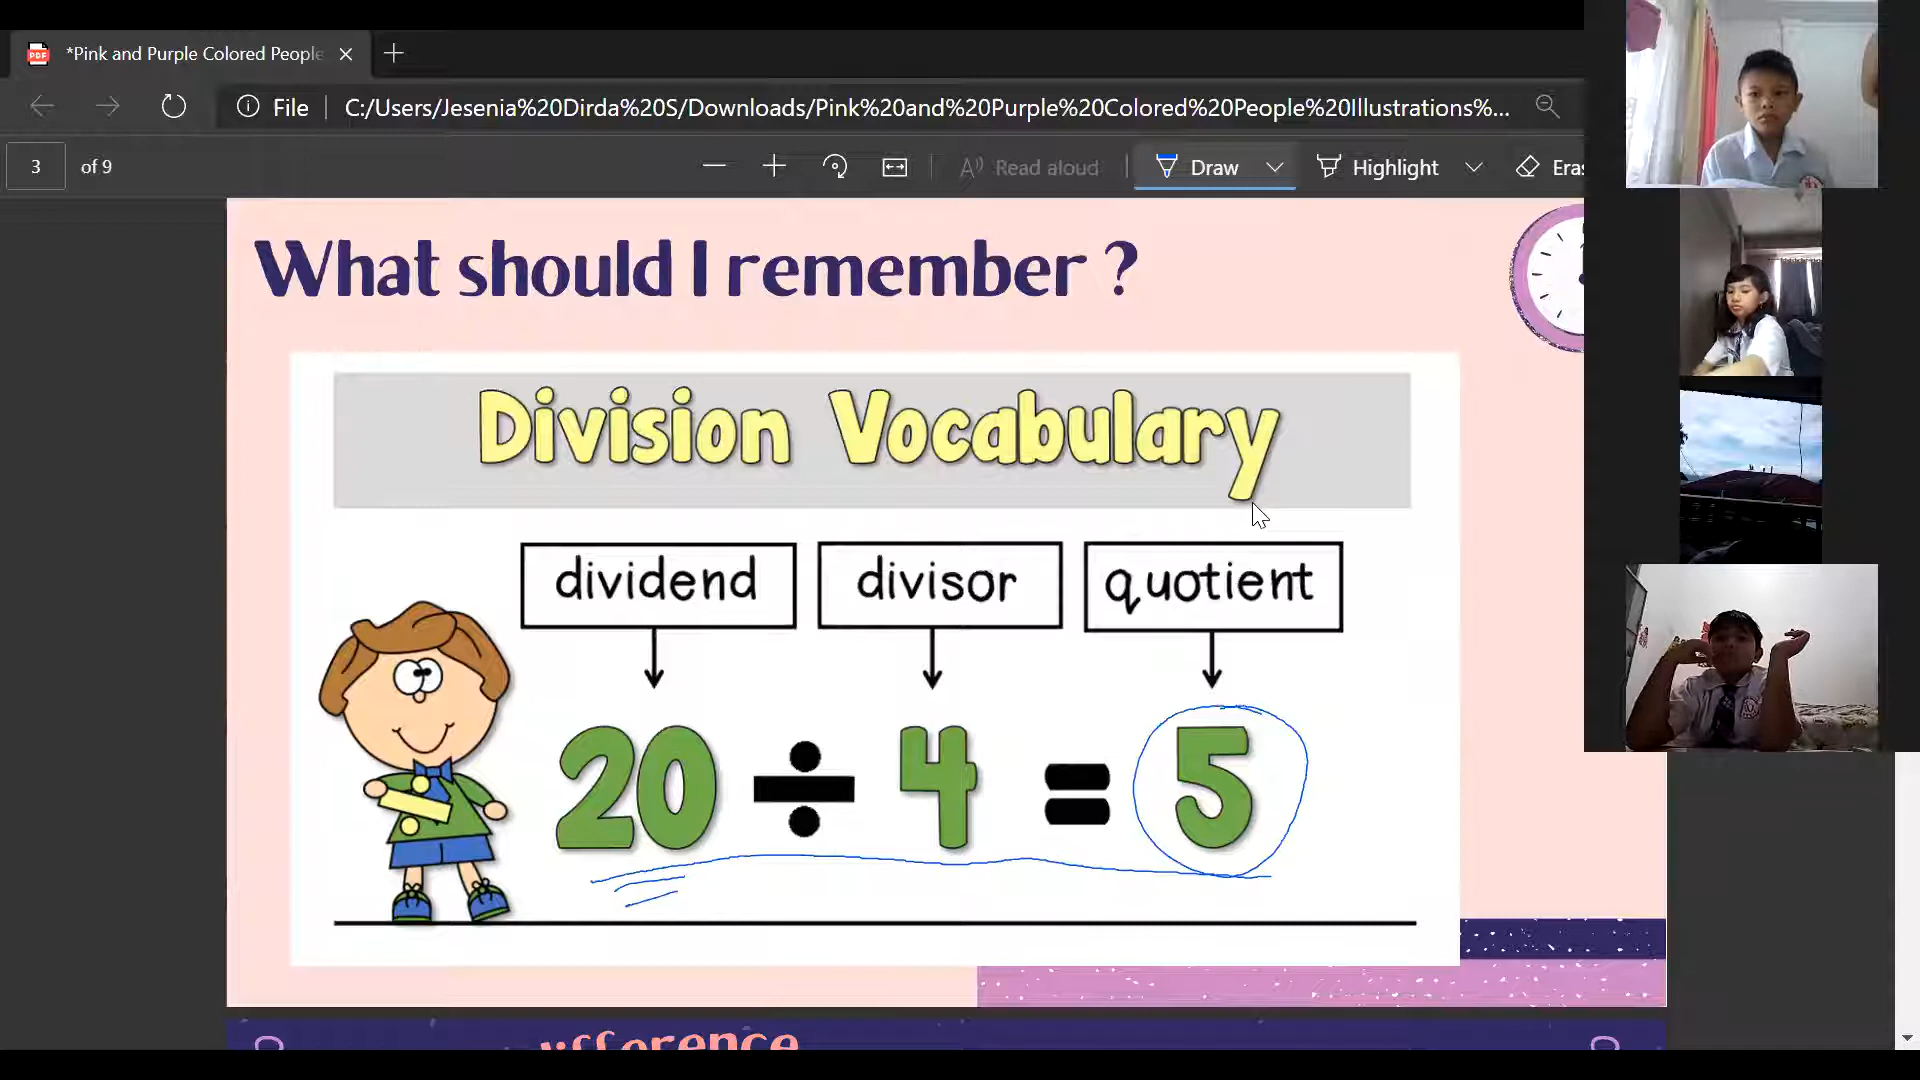 *Pink and Purple Colored People
File
C:/Users/Jesenia%20Dirda%20S/Downloads/Pink%20and%20Purple%20Colored%20People%20Illustrations%...
3 of 9
Read aloud
Draw
Highlight
Eras
What should I remember ?
Division Vocabulary
dividend divisor quotient
20 ÷ 4 = 5